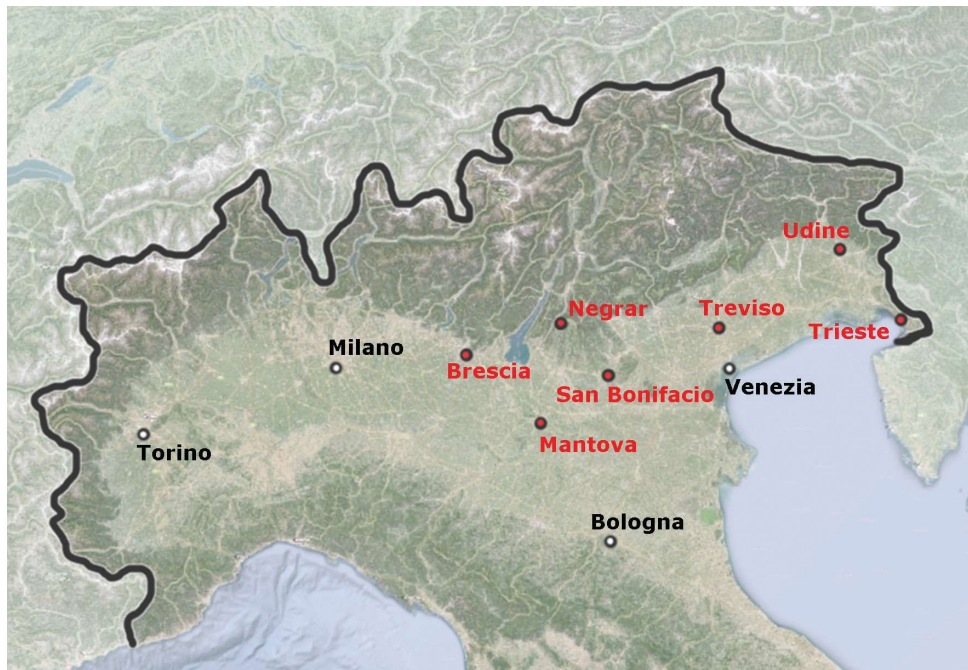 Udine
Negrar
Treviso
Trieste
Milano
Brescia
San Bonifacio
Venezia
Mantova
Torino
Bologna